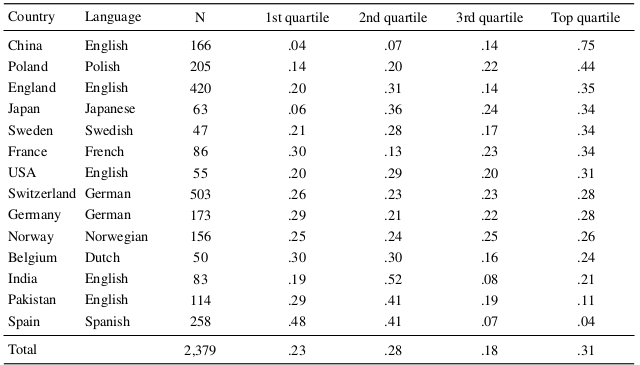 Country Language N 1st quartile 2nd quartile 3rd quartile Top quartile
China English 166 .04 .07 .14 .75
Poland Polish 205 .14 .20 .22 .44
England English 420 .20 .31 .14 .35
Japan Japanese 63 .06 .36 .24 .34
Sweden Swedish 47 .21 .28 .17 .34
France French 86 .30 .13 .23 .34
USA English 55 .20 .29 .20 .31
Switzerland German 503 .26 .23 .23 .28
Germany German 173 .29 .21 .22 .28
Norway Norwegian 156 .25 .24 .25 .26
Belgium Dutch 50 .30 .30 .16 .24
India English 83 .19 .52 .08 .21
Pakistan English 114 .29 .41 .19 .11
Spain Spanish 258 .48 .41 .07 .04
Total 2,379 .23 .28 .18 .31